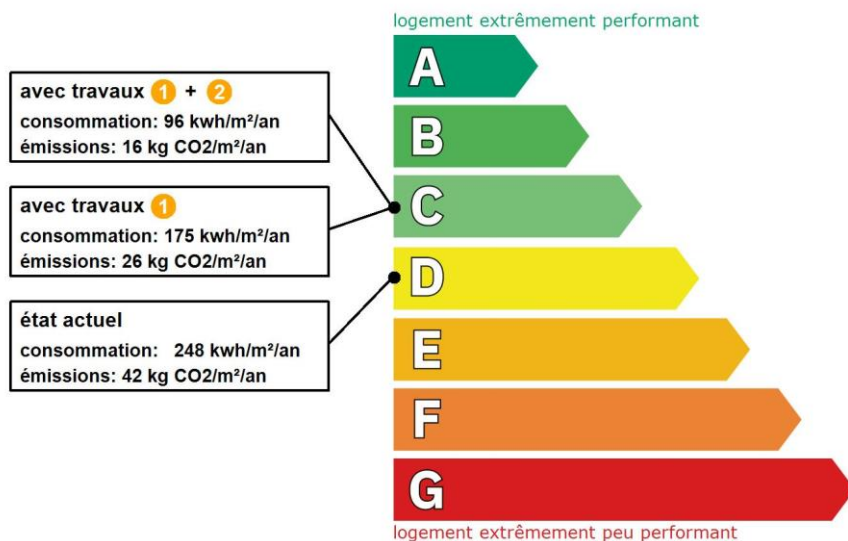 logement extrêmement performant
avec travaux 1 + 2
consommation: 96 kwh/m²/an
émissions: 16 kg CO2/m²/an
avec travaux 1
consommation: 175 kwh/m²/an
émissions: 26 kg CO2/m²/an
état actuel
consommation: 248 kwh/m²/an
émissions: 42 kg CO2/m²/an
A
B
C
D
E
F
G
logement extrêmement peu performant